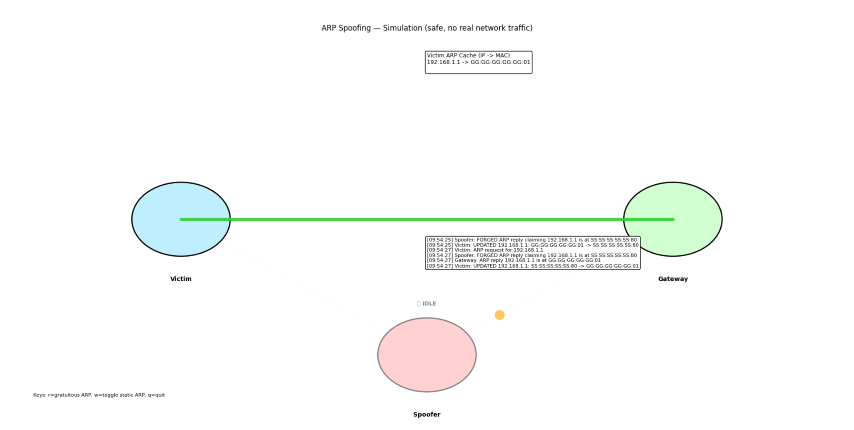 ARP Spoofing — Simulation (safe, no real network traffic)
Victim ARP Cache (IP -> MAC):
192.168.1.1 -> GG:GG:GG:GG:GG:01
[09:54:25] Spoofer: FORGED ARP reply claiming 192.168.1.1 is at SS:SS:SS:SS:SS:80
[09:54:25] Victim: UPDATED 192.168.1.1: GG:GG:GG:GG:GG:01 -> SS:SS:SS:SS:SS:80
[09:54:27] Victim: ARP request for 192.168.1.1
[09:54:27] Spoofer: FORGED ARP reply claiming 192.168.1.1 is at SS:SS:SS:SS:SS:80
[09:54:27] Gateway: ARP reply 192.168.1.1 is at GG:GG:GG:GG:GG:01
[09:54:27] Victim: UPDATED 192.168.1.1: SS:SS:SS:SS:SS:80 -> GG:GG:GG:GG:GG:01
Victim
Gateway
IDLE
Keys: r=gratuitous ARP, w=toggle static ARP, q=quit
Spoofer